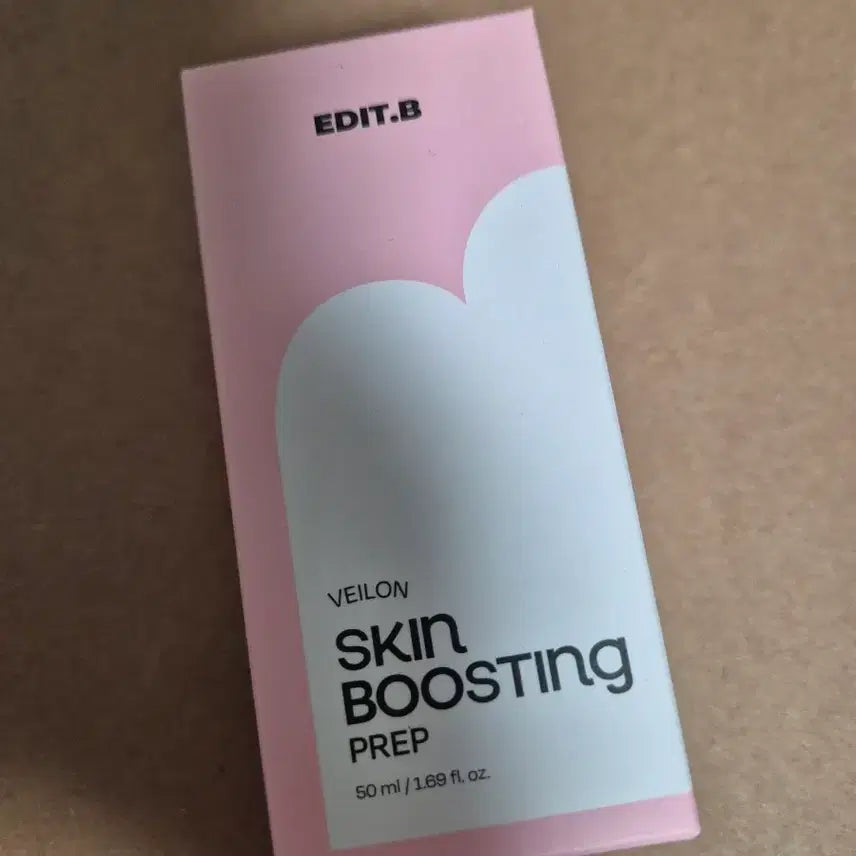 EDIT.B
VEILON
SKIN
BOOSTING
PREP
50 ml / 1.69 fl. oz.